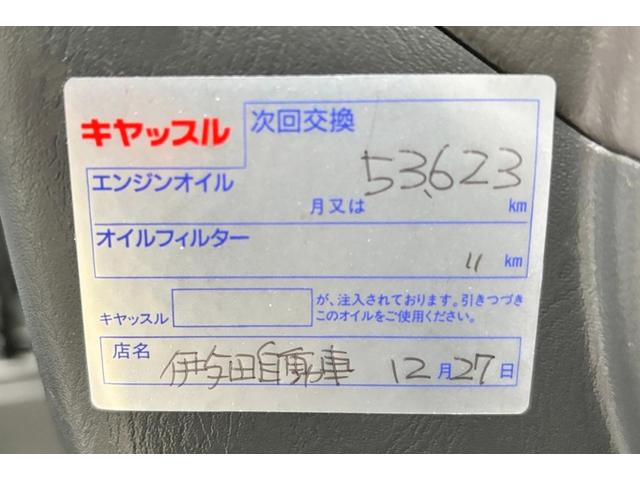 キヤッスル
次回交換
エンジンオイル
53,623
月又は km
オイルフィルター
〃 km
キヤッスル が、注入されております。引きつづき
このオイルをご使用ください。
店名 伊与田自動車 12月27日